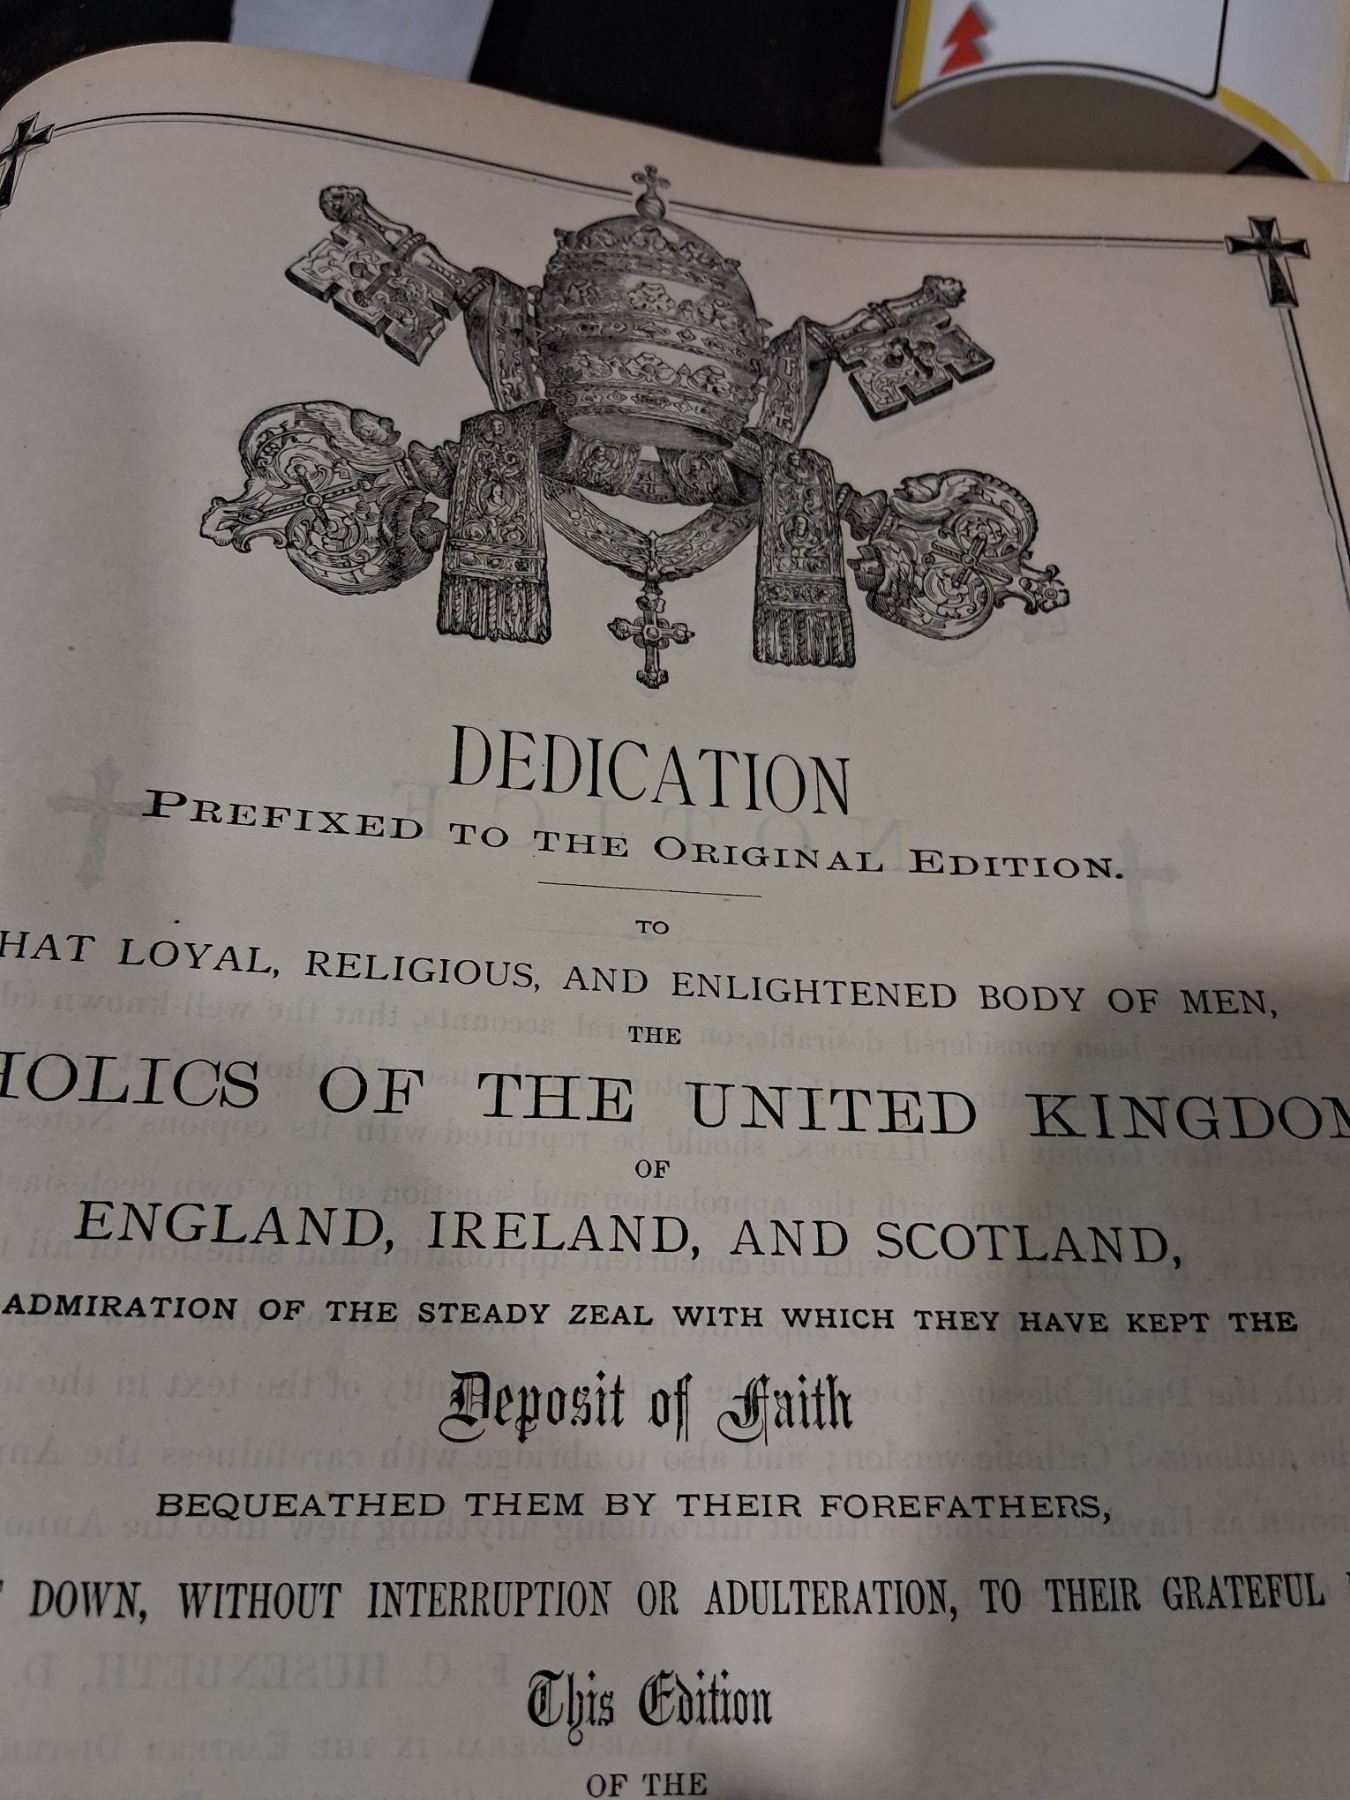 DEDICATION
PREFIXED TO THE ORIGINAL EDITION.
TO
HAT LOYAL, RELIGIOUS, AND ENLIGHTENED BODY OF MEN,
THE
HOLICS OF THE UNITED KINGDOM
OF
ENGLAND, IRELAND, AND SCOTLAND,
ADMIRATION OF THE STEADY ZEAL WITH WHICH THEY HAVE KEPT THE
Deposit of Faith
BEQUEATHED THEM BY THEIR FOREFATHERS,
DOWN, WITHOUT INTERRUPTION OR ADULTERATION, TO THEIR GRATEFUL
This Edition
OF THE